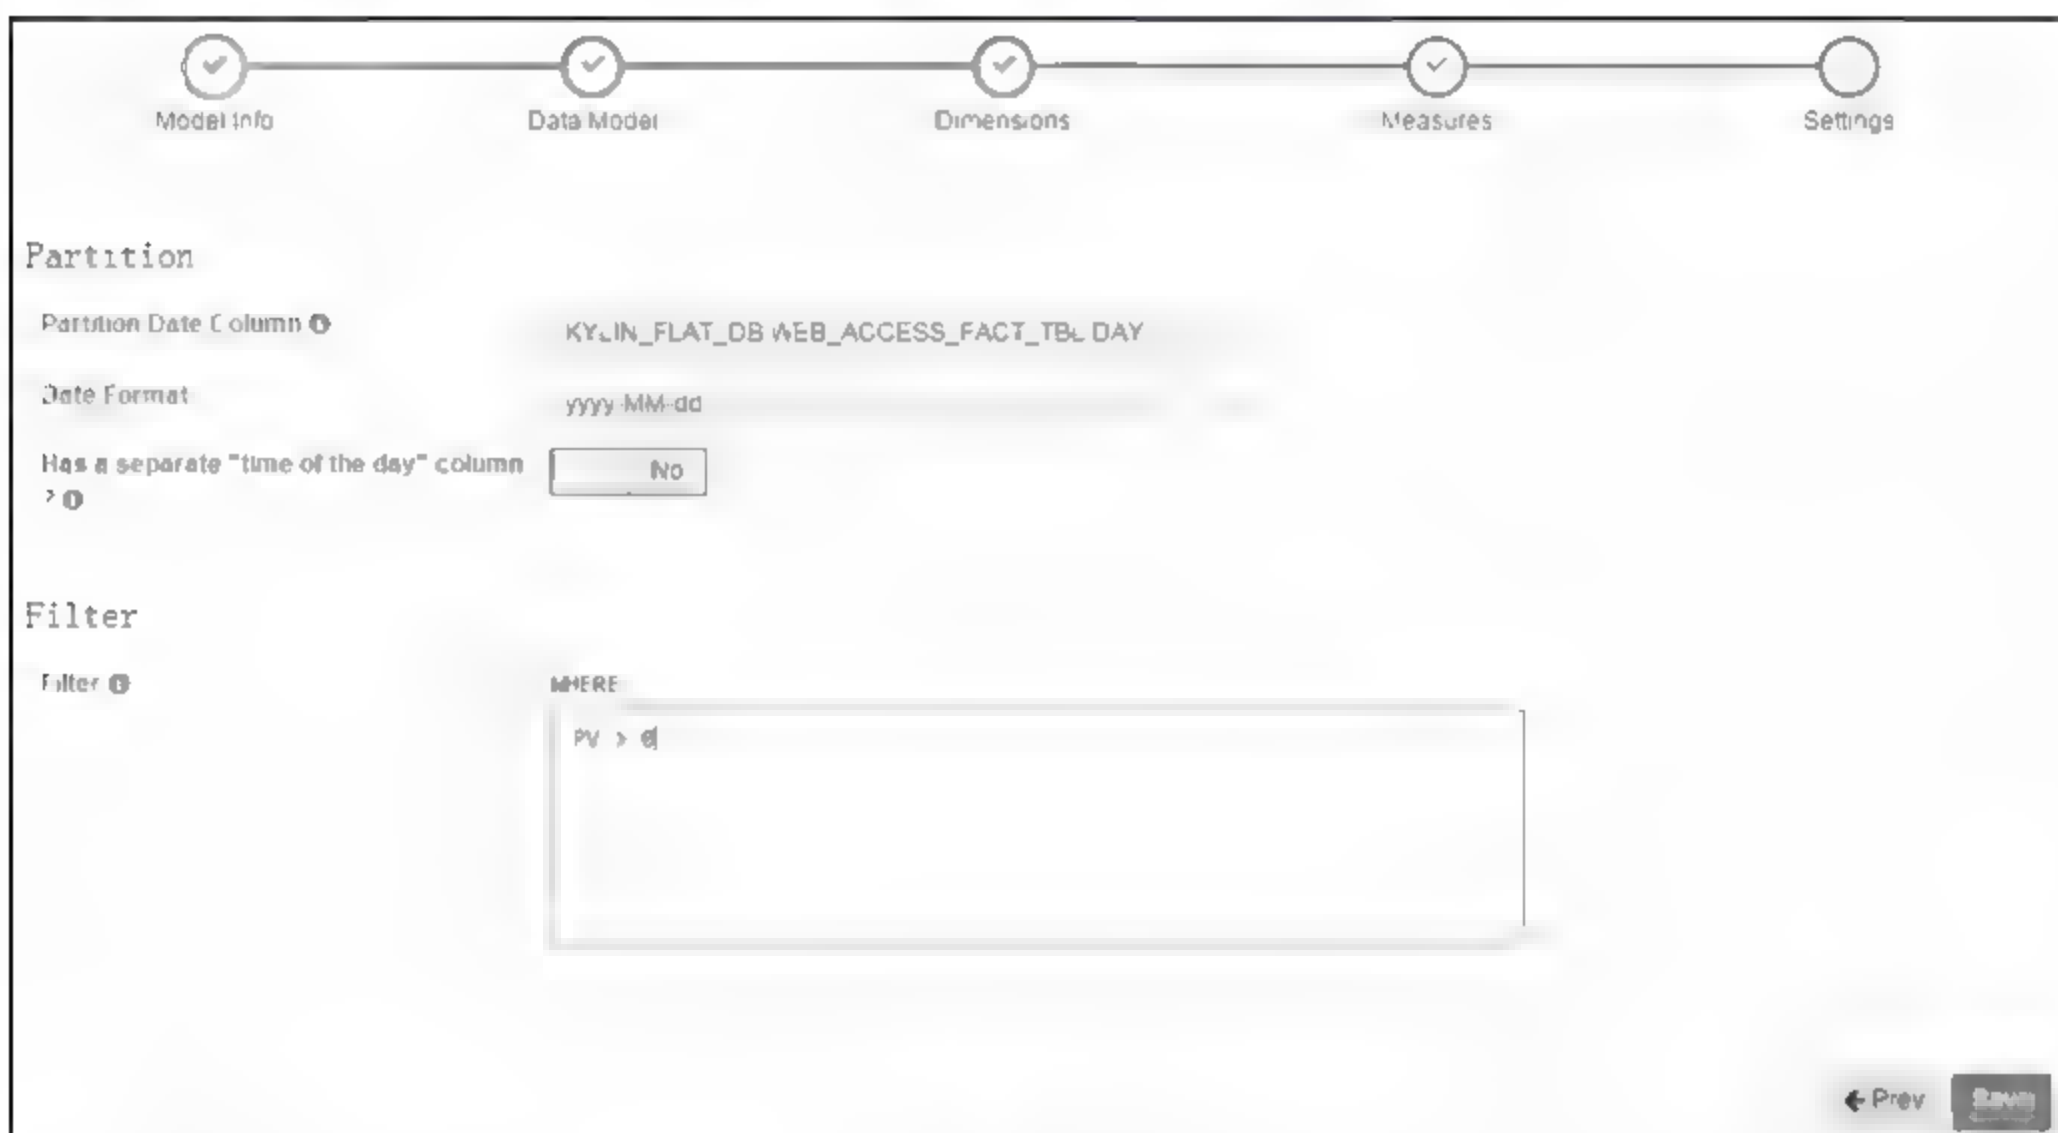 Model Info Data Model Dimensions Measures Settings
Partition
Partition Date Column
KYLIN_FLAT_DB.WEB_ACCESS_FACT_TBL.DAY
Date Format
yyyy-MM-dd
Has a separate "time of the day" column
?
No
Filter
Filter
WHERE
PV > 0
Prev Save